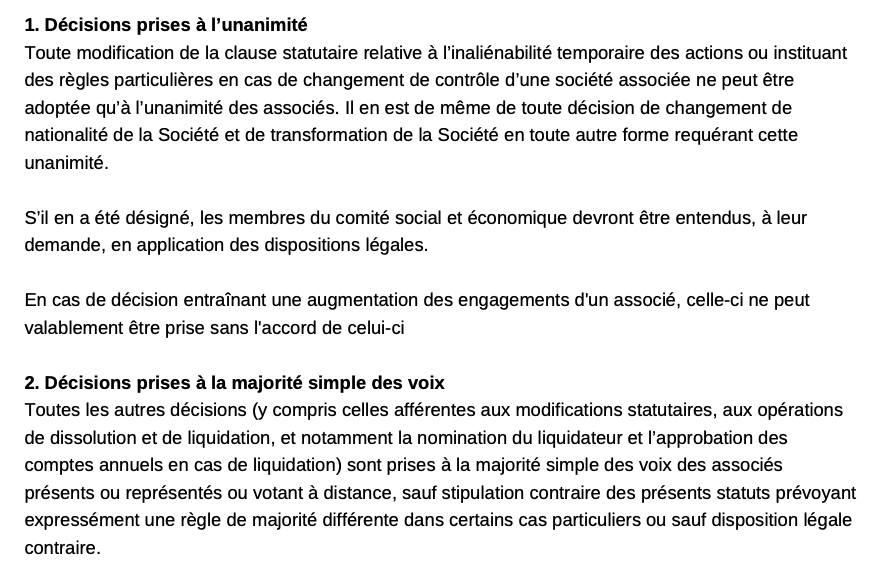 1. Décisions prises à l’unanimité
Toute modification de la clause statutaire relative à l’inaliénabilité temporaire des actions ou instituant
des règles particulières en cas de changement de contrôle d’une société associée ne peut être
adoptée qu’à l’unanimité des associés. Il en est de même de toute décision de changement de
nationalité de la Société et de transformation de la Société en toute autre forme requérant cette
unanimité.
S’il en a été désigné, les membres du comité social et économique devront être entendus, à leur
demande, en application des dispositions légales.
En cas de décision entraînant une augmentation des engagements d'un associé, celle-ci ne peut
valablement être prise sans l'accord de celui-ci
2. Décisions prises à la majorité simple des voix
Toutes les autres décisions (y compris celles afférentes aux modifications statutaires, aux opérations
de dissolution et de liquidation, et notamment la nomination du liquidateur et l’approbation des
comptes annuels en cas de liquidation) sont prises à la majorité simple des voix des associés
présents ou représentés ou votant à distance, sauf stipulation contraire des présents statuts prévoyant
expressément une règle de majorité différente dans certains cas particuliers ou sauf disposition légale
contraire.